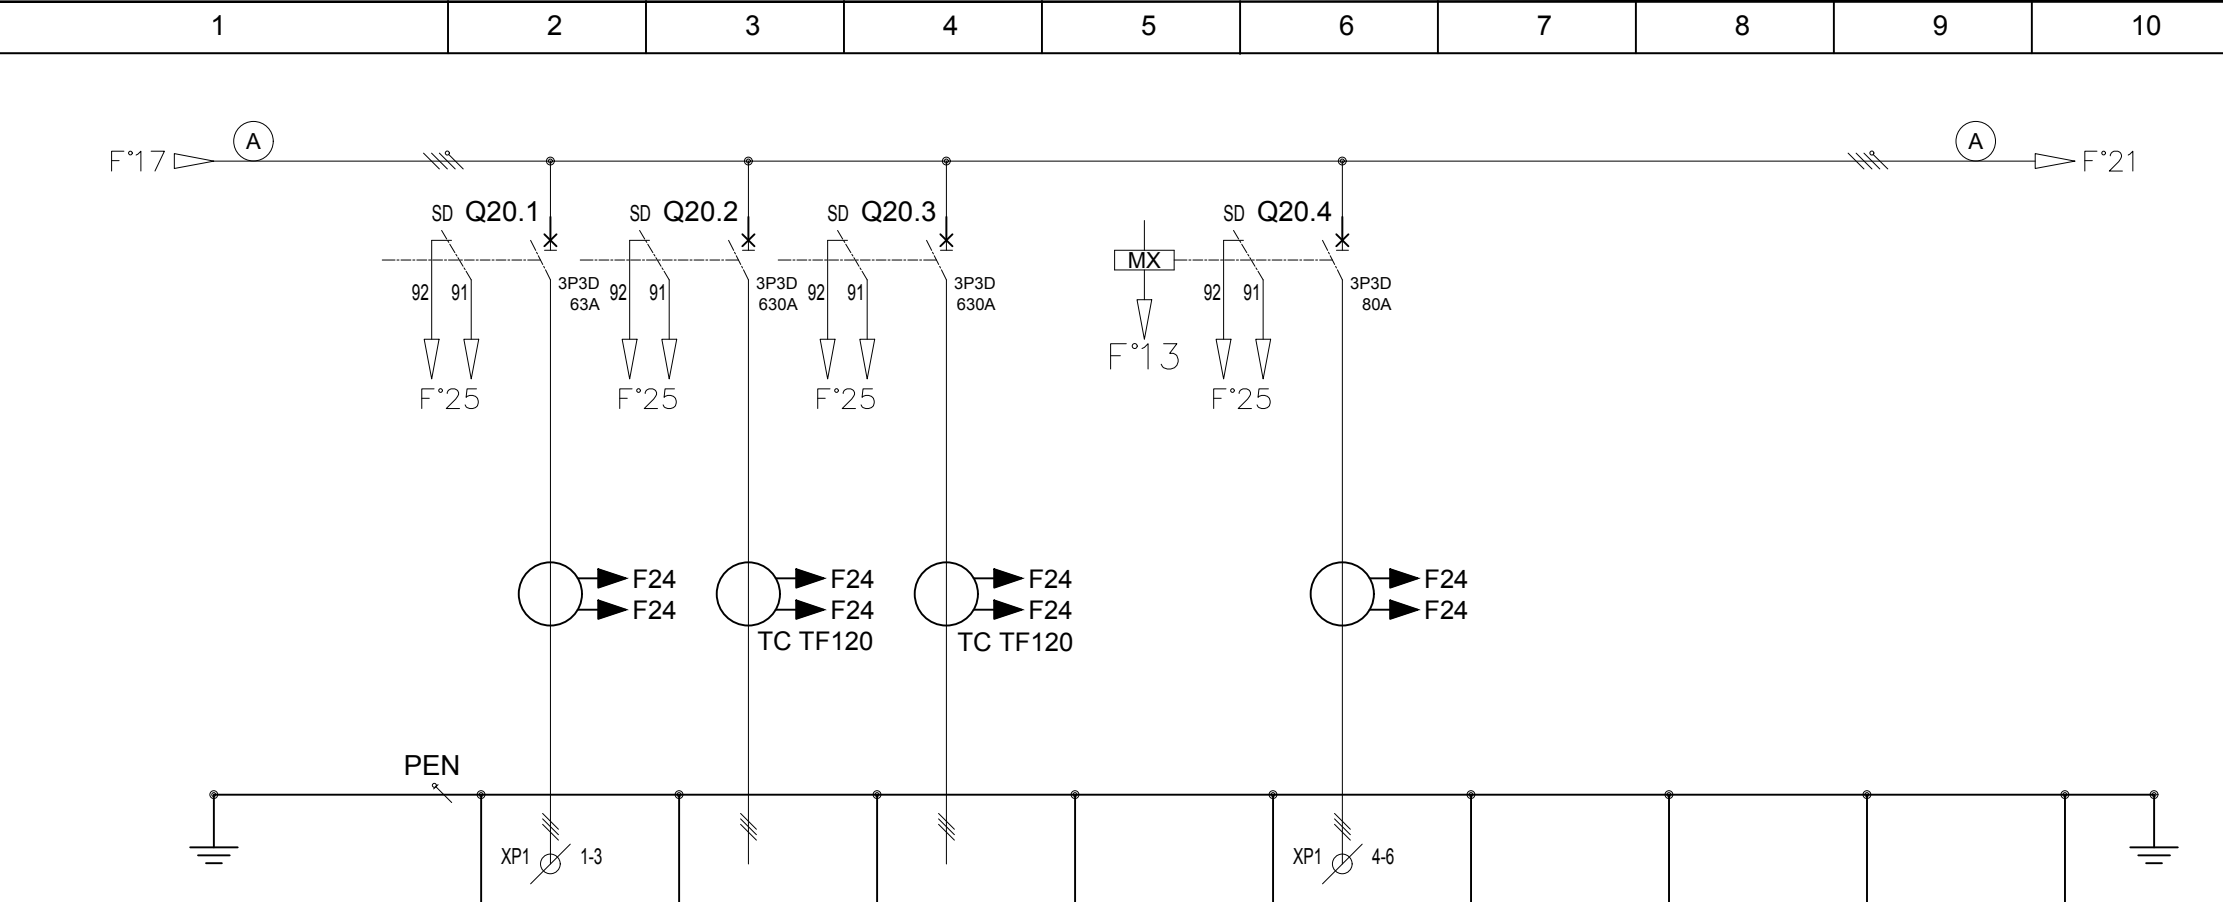 1 2 3 4 5 6 7 8 9 10
A A
F°17 F°21
SD Q20.1 SD Q20.2 SD Q20.3 SD Q20.4
MX
92 91 3P3D 92 91 3P3D 92 91 3P3D 92 91 3P3D
63A 630A 630A 80A
F°13
F°25 F°25 F°25 F°25
F24 F24 F24 F24
F24 F24 F24 F24
TC TF120 TC TF120
PEN
XP1 1-3 XP1 4-6